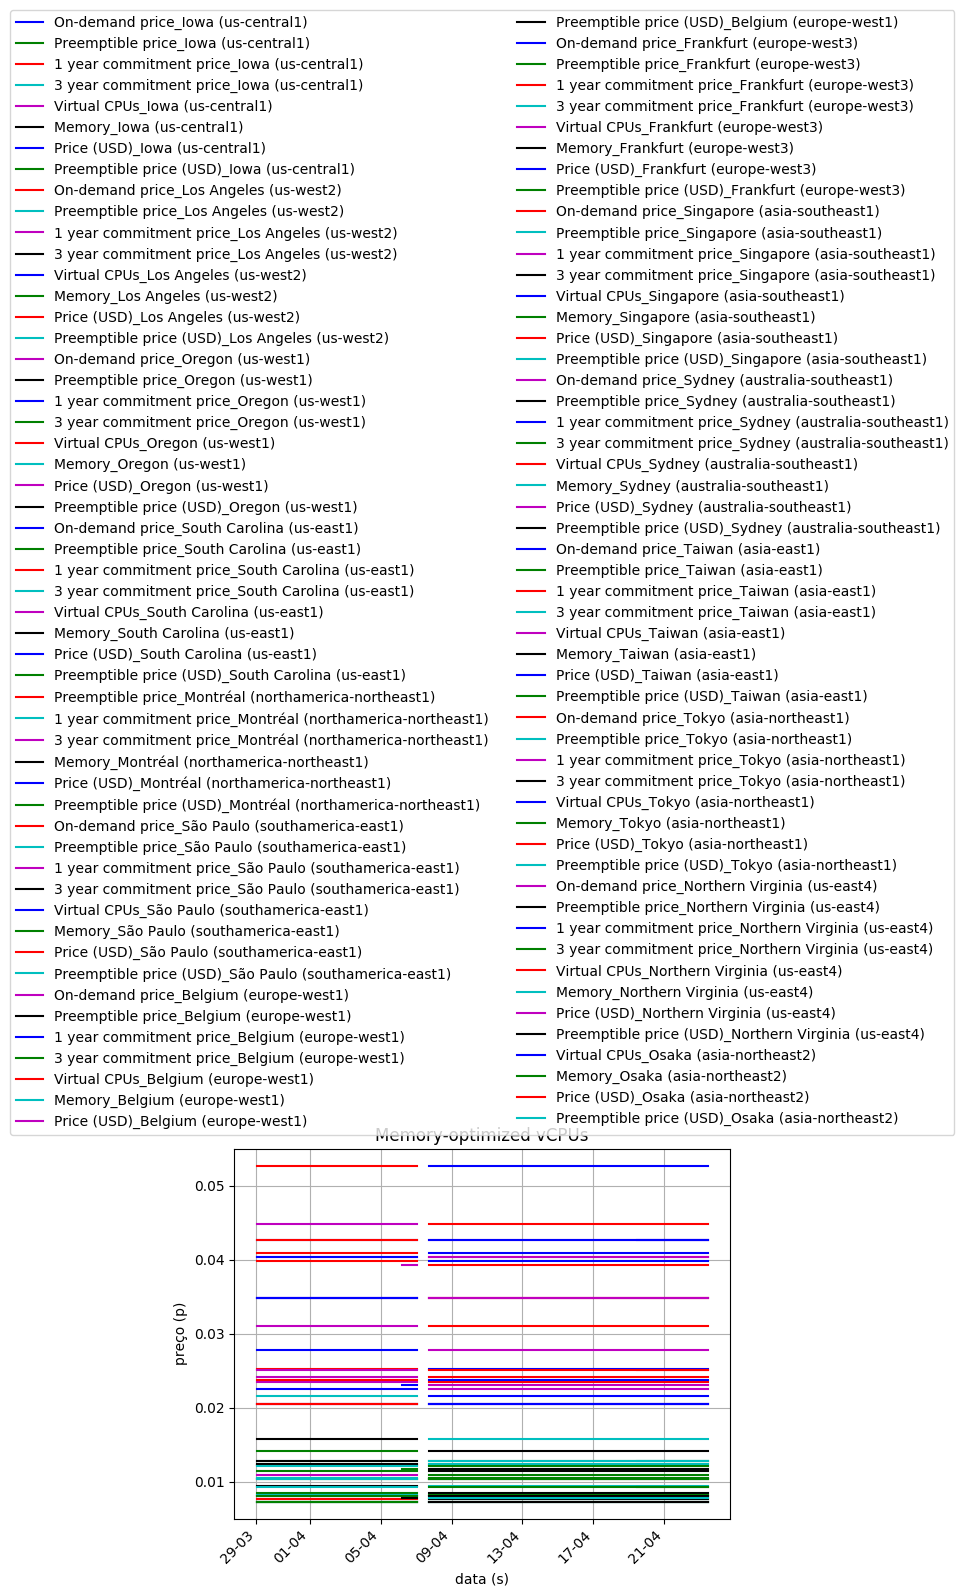 On-demand price_Iowa (us-central1)
Preemptible price_Iowa (us-central1)
1 year commitment price_Iowa (us-central1)
3 year commitment price_Iowa (us-central1)
Virtual CPUs_Iowa (us-central1)
Memory_Iowa (us-central1)
Price (USD)_Iowa (us-central1)
Preemptible price (USD)_Iowa (us-central1)
On-demand price_Los Angeles (us-west2)
Preemptible price_Los Angeles (us-west2)
1 year commitment price_Los Angeles (us-west2)
3 year commitment price_Los Angeles (us-west2)
Virtual CPUs_Los Angeles (us-west2)
Memory_Los Angeles (us-west2)
Price (USD)_Los Angeles (us-west2)
Preemptible price (USD)_Los Angeles (us-west2)
On-demand price_Oregon (us-west1)
Preemptible price_Oregon (us-west1)
1 year commitment price_Oregon (us-west1)
3 year commitment price_Oregon (us-west1)
Virtual CPUs_Oregon (us-west1)
Memory_Oregon (us-west1)
Price (USD)_Oregon (us-west1)
Preemptible price (USD)_Oregon (us-west1)
On-demand price_South Carolina (us-east1)
Preemptible price_South Carolina (us-east1)
1 year commitment price_South Carolina (us-east1)
3 year commitment price_South Carolina (us-east1)
Virtual CPUs_South Carolina (us-east1)
Memory_South Carolina (us-east1)
Price (USD)_South Carolina (us-east1)
Preemptible price (USD)_South Carolina (us-east1)
Preemptible price_Montréal (northamerica-northeast1)
1 year commitment price_Montréal (northamerica-northeast1)
3 year commitment price_Montréal (northamerica-northeast1)
Memory_Montréal (northamerica-northeast1)
Price (USD)_Montréal (northamerica-northeast1)
Preemptible price (USD)_Montréal (northamerica-northeast1)
On-demand price_São Paulo (southamerica-east1)
Preemptible price_São Paulo (southamerica-east1)
1 year commitment price_São Paulo (southamerica-east1)
3 year commitment price_São Paulo (southamerica-east1)
Virtual CPUs_São Paulo (southamerica-east1)
Memory_São Paulo (southamerica-east1)
Price (USD)_São Paulo (southamerica-east1)
Preemptible price (USD)_São Paulo (southamerica-east1)
On-demand price_Belgium (europe-west1)
Preemptible price_Belgium (europe-west1)
1 year commitment price_Belgium (europe-west1)
3 year commitment price_Belgium (europe-west1)
Virtual CPUs_Belgium (europe-west1)
Memory_Belgium (europe-west1)
Price (USD)_Belgium (europe-west1)
Preemptible price (USD)_Belgium (europe-west1)
On-demand price_Frankfurt (europe-west3)
Preemptible price_Frankfurt (europe-west3)
1 year commitment price_Frankfurt (europe-west3)
3 year commitment price_Frankfurt (europe-west3)
Virtual CPUs_Frankfurt (europe-west3)
Memory_Frankfurt (europe-west3)
Price (USD)_Frankfurt (europe-west3)
Preemptible price (USD)_Frankfurt (europe-west3)
On-demand price_Singapore (asia-southeast1)
Preemptible price_Singapore (asia-southeast1)
1 year commitment price_Singapore (asia-southeast1)
3 year commitment price_Singapore (asia-southeast1)
Virtual CPUs_Singapore (asia-southeast1)
Memory_Singapore (asia-southeast1)
Price (USD)_Singapore (asia-southeast1)
Preemptible price (USD)_Singapore (asia-southeast1)
On-demand price_Sydney (australia-southeast1)
Preemptible price_Sydney (australia-southeast1)
1 year commitment price_Sydney (australia-southeast1)
3 year commitment price_Sydney (australia-southeast1)
Virtual CPUs_Sydney (australia-southeast1)
Memory_Sydney (australia-southeast1)
Price (USD)_Sydney (australia-southeast1)
Preemptible price (USD)_Sydney (australia-southeast1)
On-demand price_Taiwan (asia-east1)
Preemptible price_Taiwan (asia-east1)
1 year commitment price_Taiwan (asia-east1)
3 year commitment price_Taiwan (asia-east1)
Virtual CPUs_Taiwan (asia-east1)
Memory_Taiwan (asia-east1)
Price (USD)_Taiwan (asia-east1)
Preemptible price (USD)_Taiwan (asia-east1)
On-demand price_Tokyo (asia-northeast1)
Preemptible price_Tokyo (asia-northeast1)
1 year commitment price_Tokyo (asia-northeast1)
3 year commitment price_Tokyo (asia-northeast1)
Virtual CPUs_Tokyo (asia-northeast1)
Memory_Tokyo (asia-northeast1)
Price (USD)_Tokyo (asia-northeast1)
Preemptible price (USD)_Tokyo (asia-northeast1)
On-demand price_Northern Virginia (us-east4)
Preemptible price_Northern Virginia (us-east4)
1 year commitment price_Northern Virginia (us-east4)
3 year commitment price_Northern Virginia (us-east4)
Virtual CPUs_Northern Virginia (us-east4)
Memory_Northern Virginia (us-east4)
Price (USD)_Northern Virginia (us-east4)
Preemptible price (USD)_Northern Virginia (us-east4)
Virtual CPUs_Osaka (asia-northeast2)
Memory_Osaka (asia-northeast2)
Price (USD)_Osaka (asia-northeast2)
Preemptible price (USD)_Osaka (asia-northeast2)
Memory-optimized vCPUs
0.05
0.04
0.03
0.02
0.01
preço (p)
29-03
01-04
05-04
09-04
13-04
17-04
21-04
data (s)